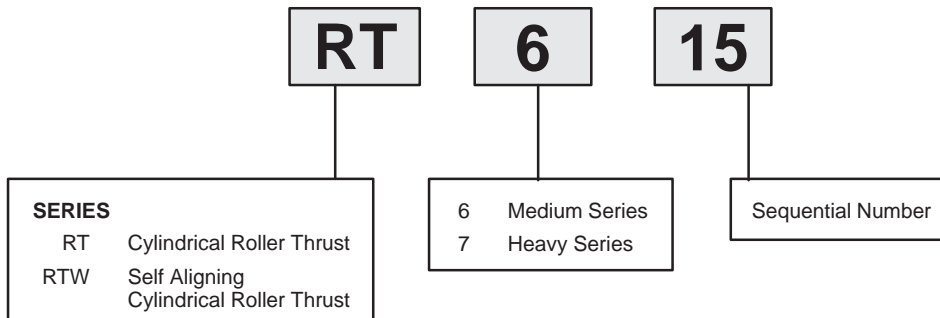 RT 6 15
SERIES
RT Cylindrical Roller Thrust
RTW Self Aligning
Cylindrical Roller Thrust
6 Medium Series
7 Heavy Series
Sequential Number